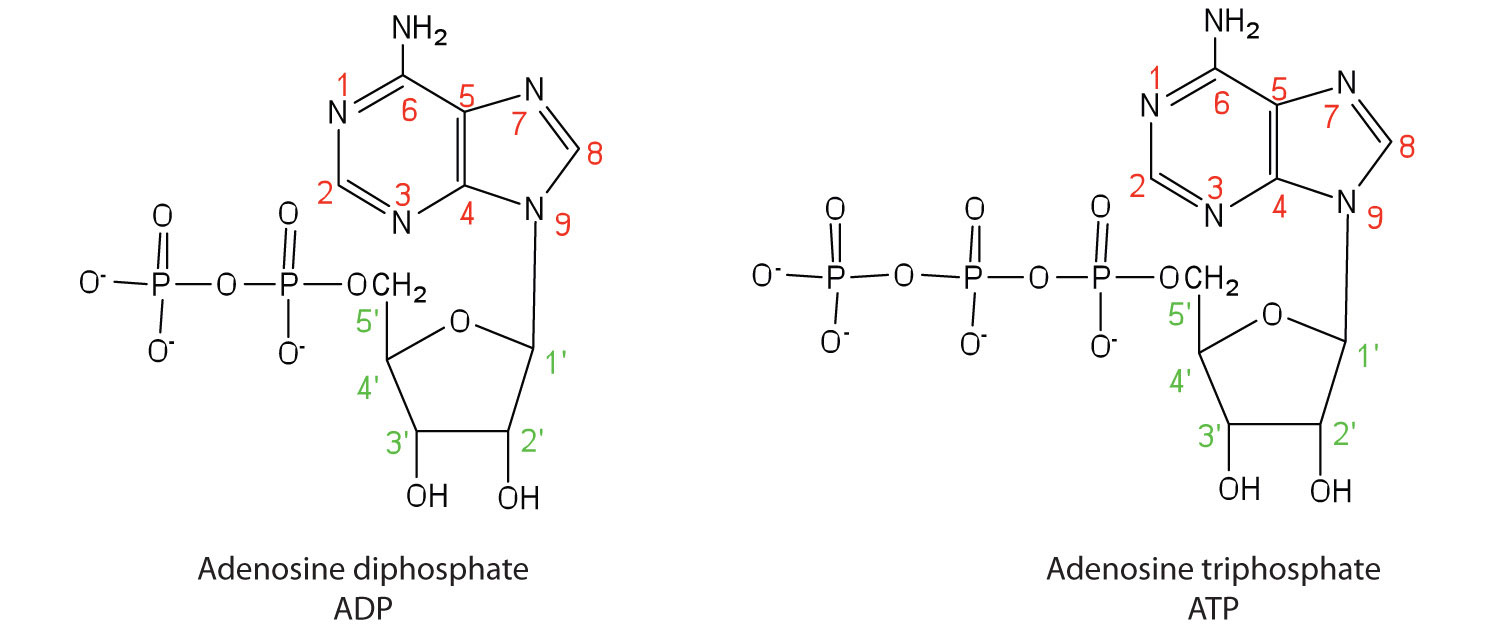 NH2
1
N
6
5
N
7
8
2
3
N
4
N
9
O
O
O-
P
O
P
O
CH2
5'
O
O-
O-
1'
4'
3'
2'
OH
OH
Adenosine diphosphate
ADP
NH2
1
N
6
5
N
7
8
2
3
N
4
N
9
O
O
O
O-
P
O
P
O
P
O
CH2
5'
O
O-
O-
O-
1'
4'
3'
2'
OH
OH
Adenosine triphosphate
ATP